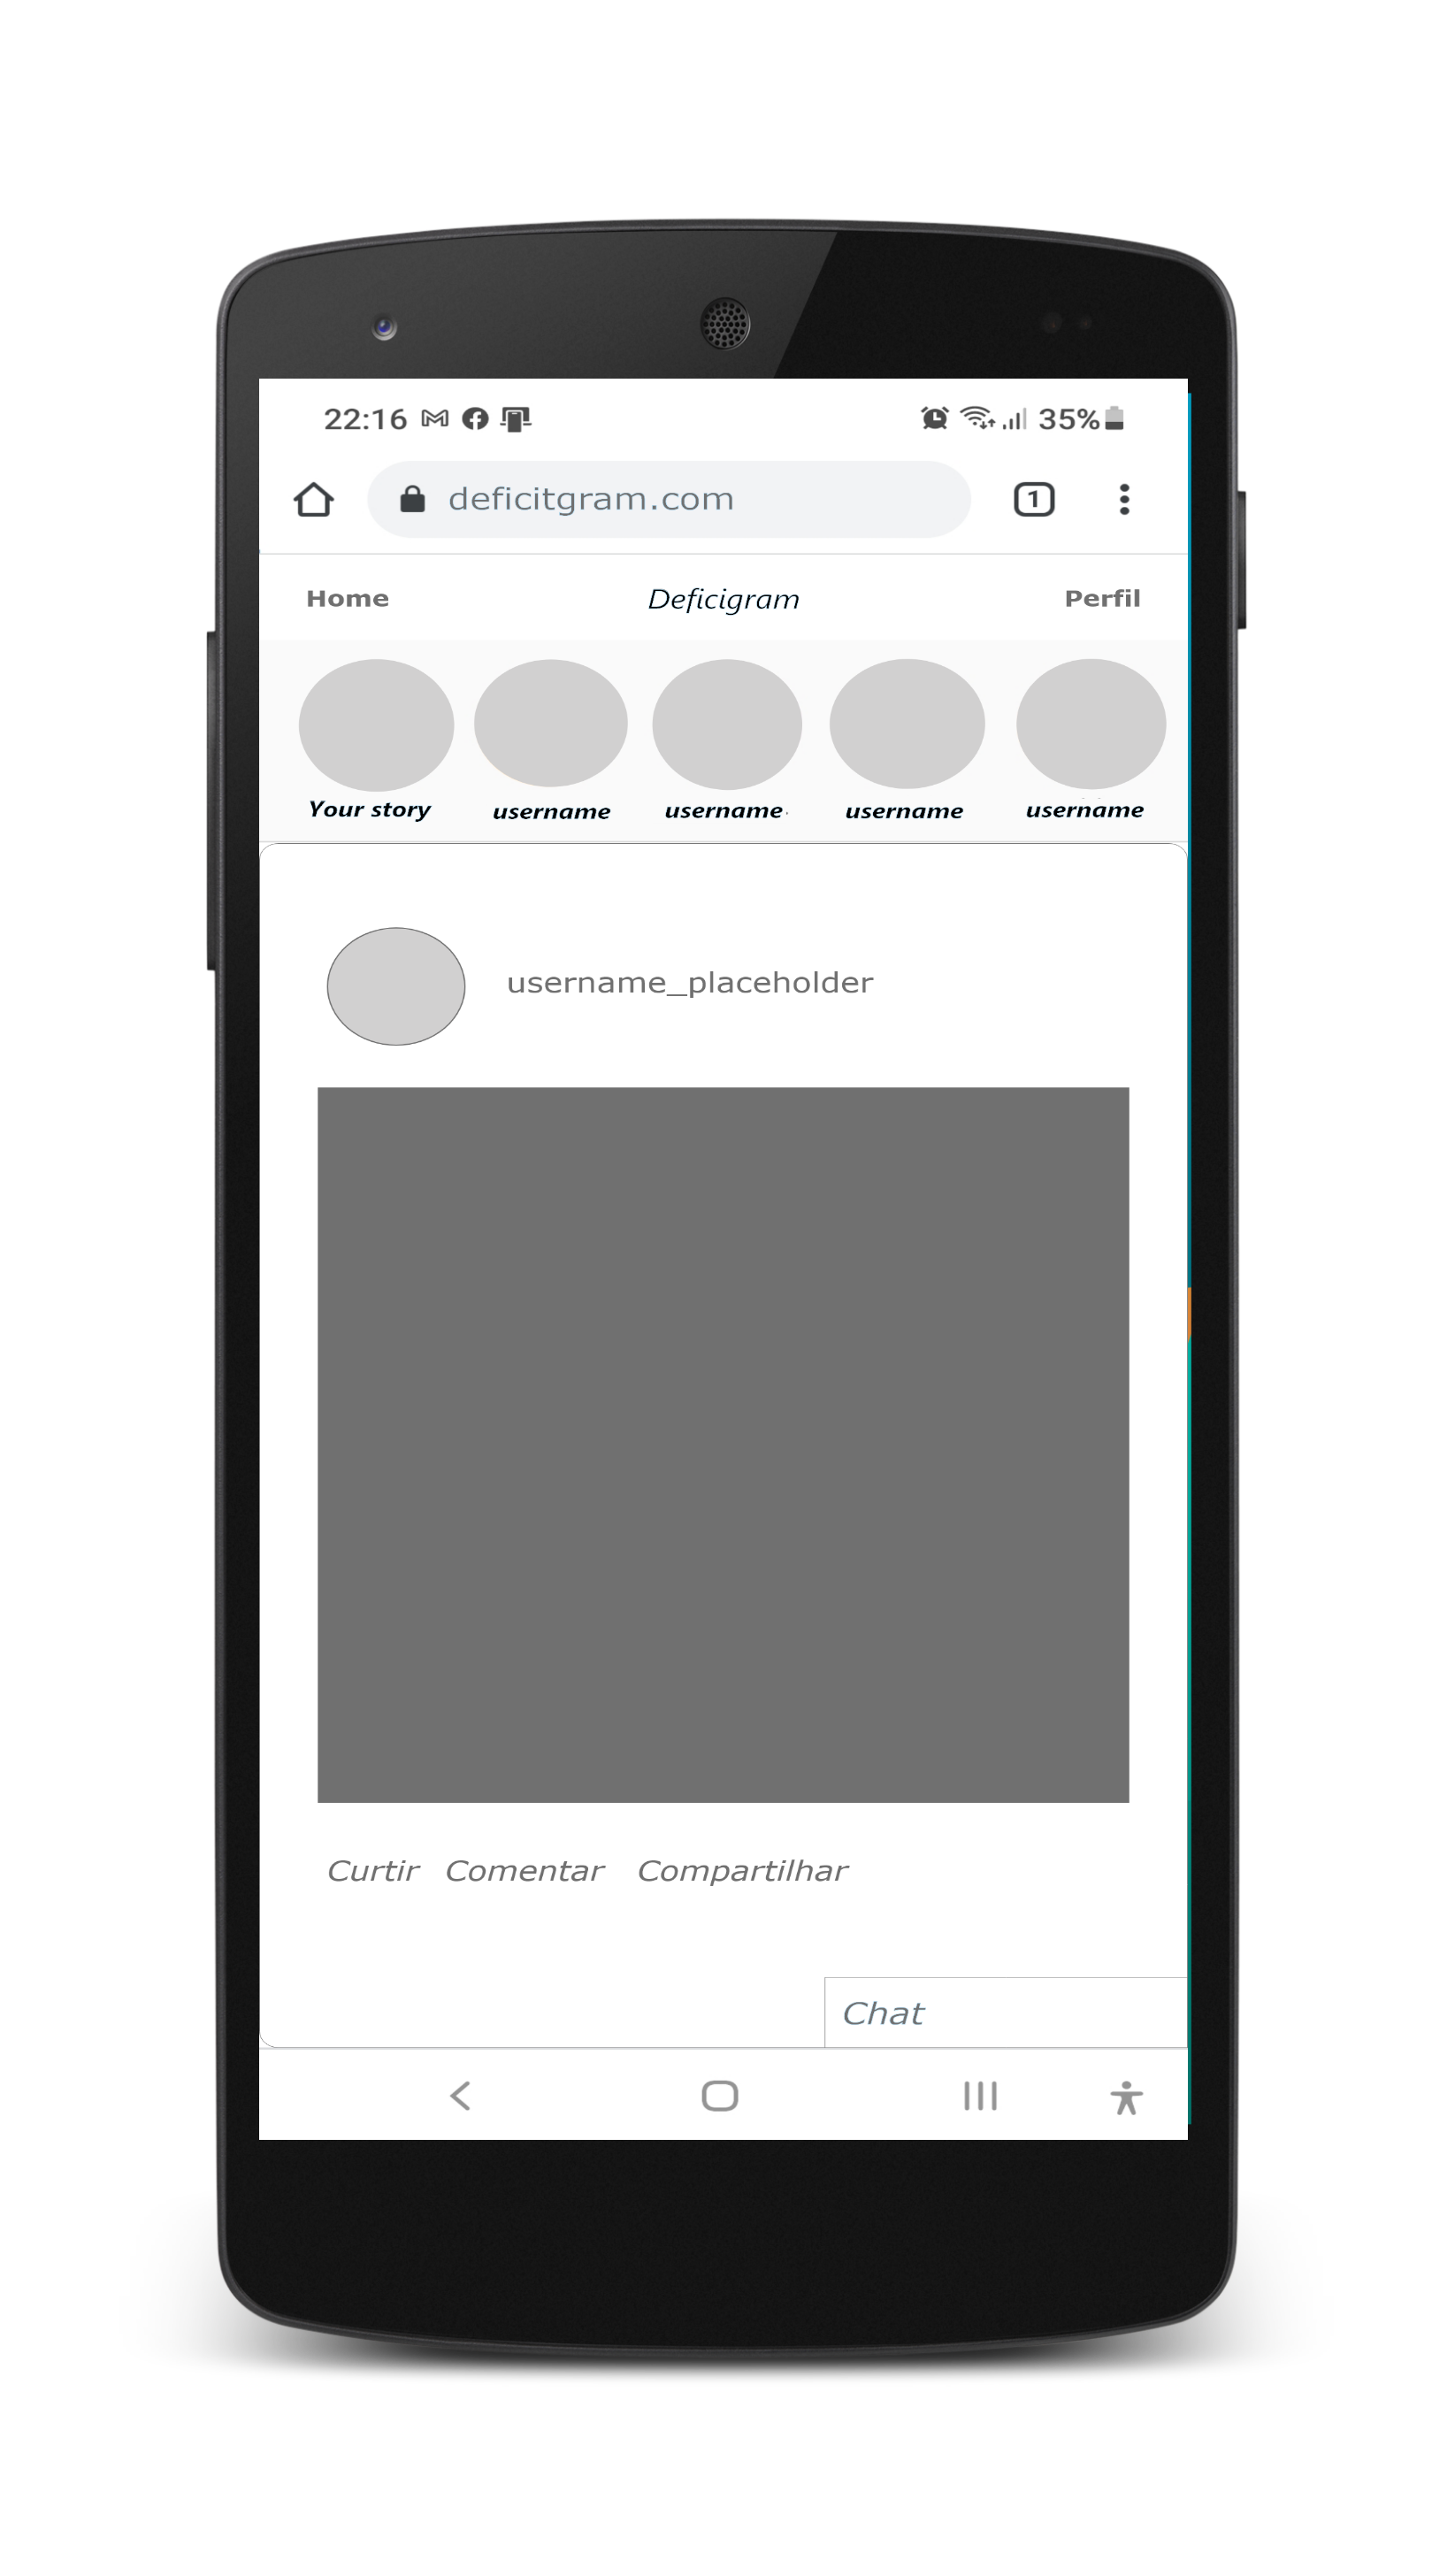 22:16 35%
deficitgram.com 1
Home Deficigram Perfil
Your story username username username username
username_placeholder
Curtir Comentar Compartilhar
Chat